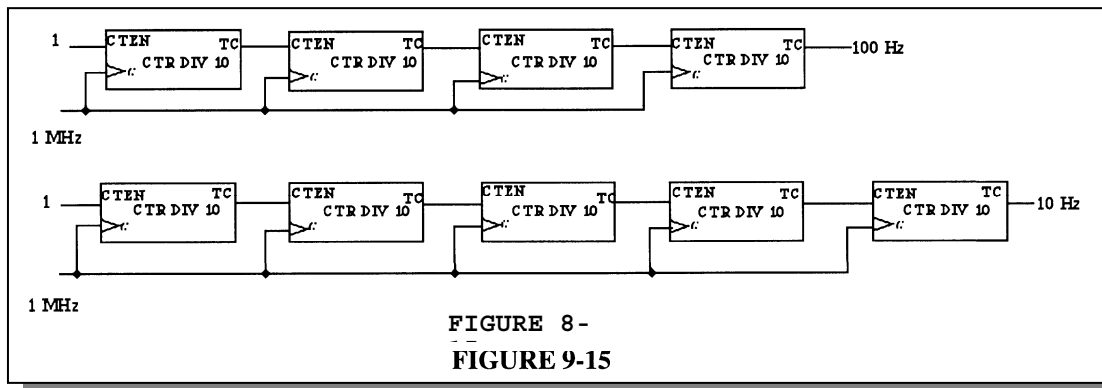 1 CTEN TC CTEN TC CTEN TC CTEN TC 100 Hz
CTR DIV 10 CTR DIV 10 CTR DIV 10 CTR DIV 10
C C C C
1 MHz
1 CTEN TC CTEN TC CTEN TC CTEN TC CTEN TC 10 Hz
CTR DIV 10 CTR DIV 10 CTR DIV 10 CTR DIV 10 CTR DIV 10
C C C C C
1 MHz
FIGURE 8-
FIGURE 9-15